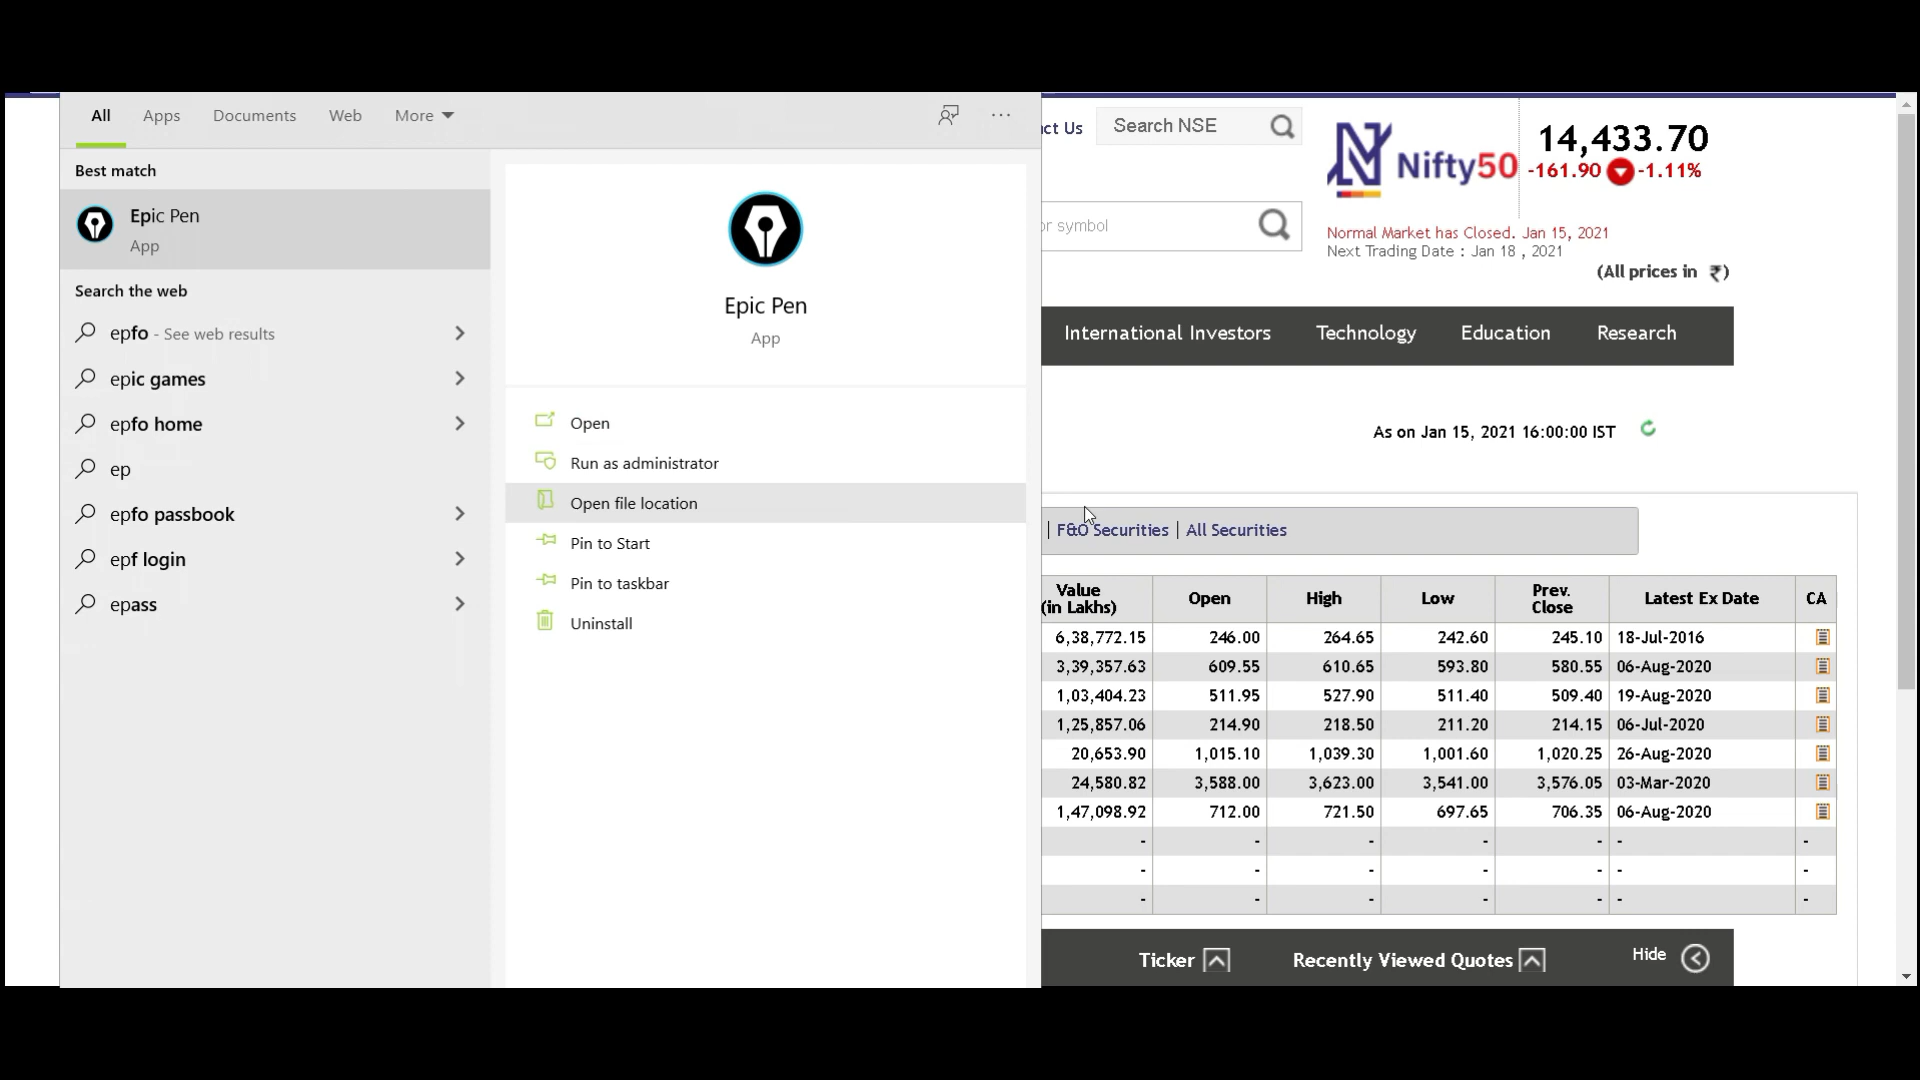 All Apps Documents Web More
Best match
Epic Pen
App
Search the web
epfo - See web results
epic games
epfo home
ep
epfo passbook
epf login
epass
Epic Pen
App
Open
Run as administrator
Open file location
Pin to Start
Pin to taskbar
Uninstall
ct Us
Search NSE
Nifty50
14,433.70
-161.90 -1.11%
or symbol
Normal Market has Closed. Jan 15, 2021
Next Trading Date : Jan 18 , 2021
(All prices in ₹)
International Investors Technology Education Research
As on Jan 15, 2021 16:00:00 IST
| F&O Securities | All Securities
Value (in Lakhs) Open High Low Prev. Close Latest Ex Date CA
6,38,772.15 246.00 264.65 242.60 245.10 18-Jul-2016
3,39,357.63 609.55 610.65 593.80 580.55 06-Aug-2020
1,03,404.23 511.95 527.90 511.40 509.40 19-Aug-2020
1,25,857.06 214.90 218.50 211.20 214.15 06-Jul-2020
20,653.90 1,015.10 1,039.30 1,001.60 1,020.25 26-Aug-2020
24,580.82 3,588.00 3,623.00 3,541.00 3,576.05 03-Mar-2020
1,47,098.92 712.00 721.50 697.65 706.35 06-Aug-2020
- - - - - - -
- - - - - - -
- - - - - - -
Ticker Recently Viewed Quotes Hide